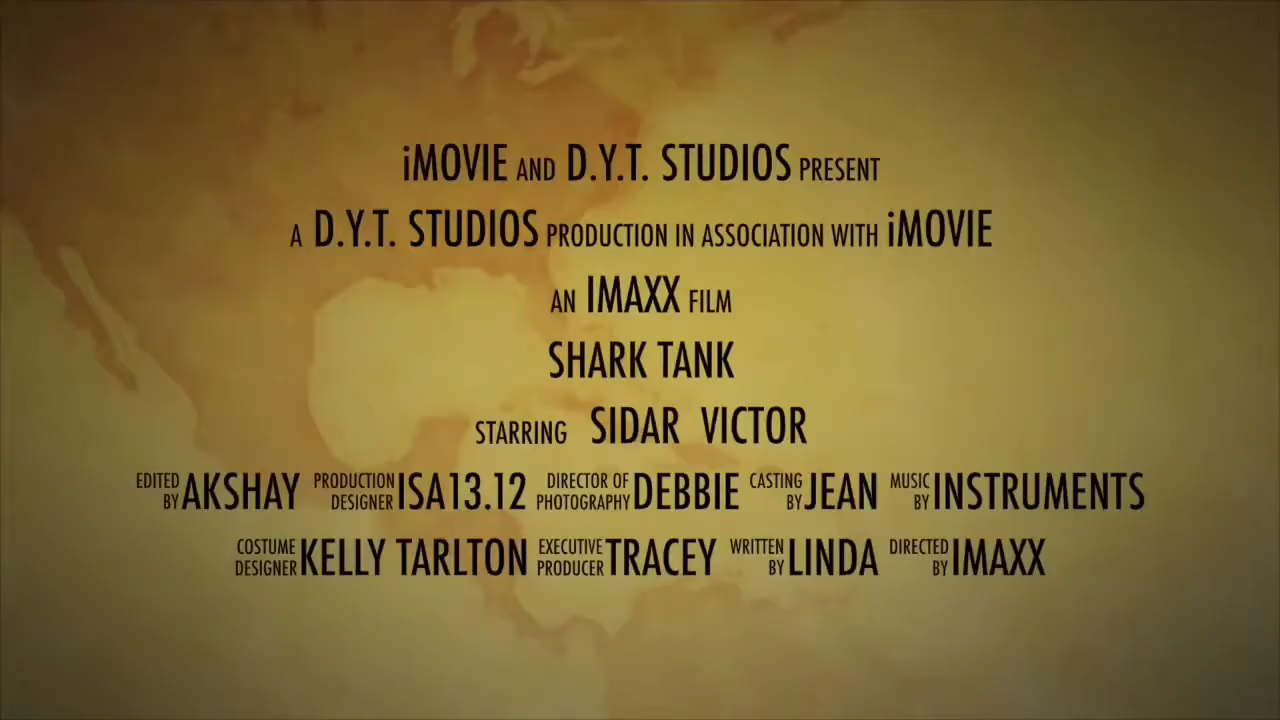 iMOVIE AND D.Y.T. STUDIOS PRESENT
A D.Y.T. STUDIOS PRODUCTION IN ASSOCIATION WITH iMOVIE
AN IMAXX FILM
SHARK TANK
STARRING SIDAR VICTOR
EDITED BY AKSHAY PRODUCTION DESIGNER ISA13.12 DIRECTOR OF PHOTOGRAPHY DEBBIE CASTING BY JEAN MUSIC BY INSTRUMENTS
COSTUME DESIGNER KELLY TARLTON EXECUTIVE PRODUCER TRACEY WRITTEN BY LINDA DIRECTED BY IMAXX